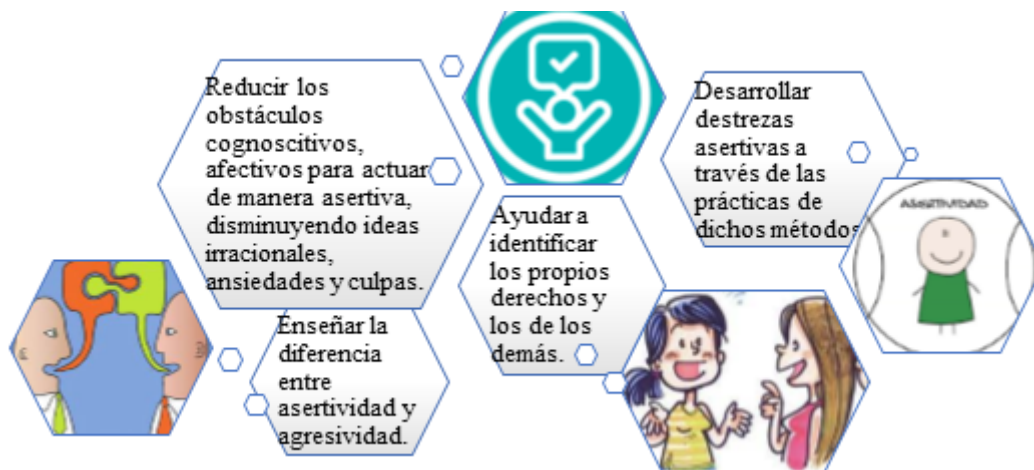 Reducir los
obstáculos
cognoscitivos,
afectivos para actuar
de manera asertiva,
disminuyendo ideas
irracionales,
ansiedades y culpas.
Enseñar la
diferencia
entre
asertividad y
agresividad.
Ayudar a
identificar
los propios
derechos y
los de los
demás.
Desarrollar
destrezas
asertivas a
través de las
prácticas de
dichos métodos